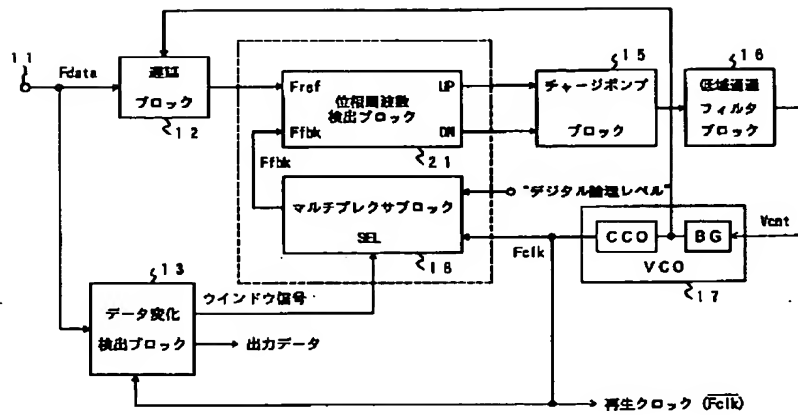 11
Fdata
遅延
ブロック
12
Fref
位相周波数
検出ブロック
UP
DN
Ffbk
21
Ffbk
マルチプレクサブロック
SEL
18
"デジタル論理レベル"
15
チャージポンプ
ブロック
16
低域通過
フィルタ
ブロック
Vcnt
CCO
BG
VCO
17
Fclk
13
データ変化
検出ブロック
ウインドウ信号
出力データ
再生クロック (Fclk)